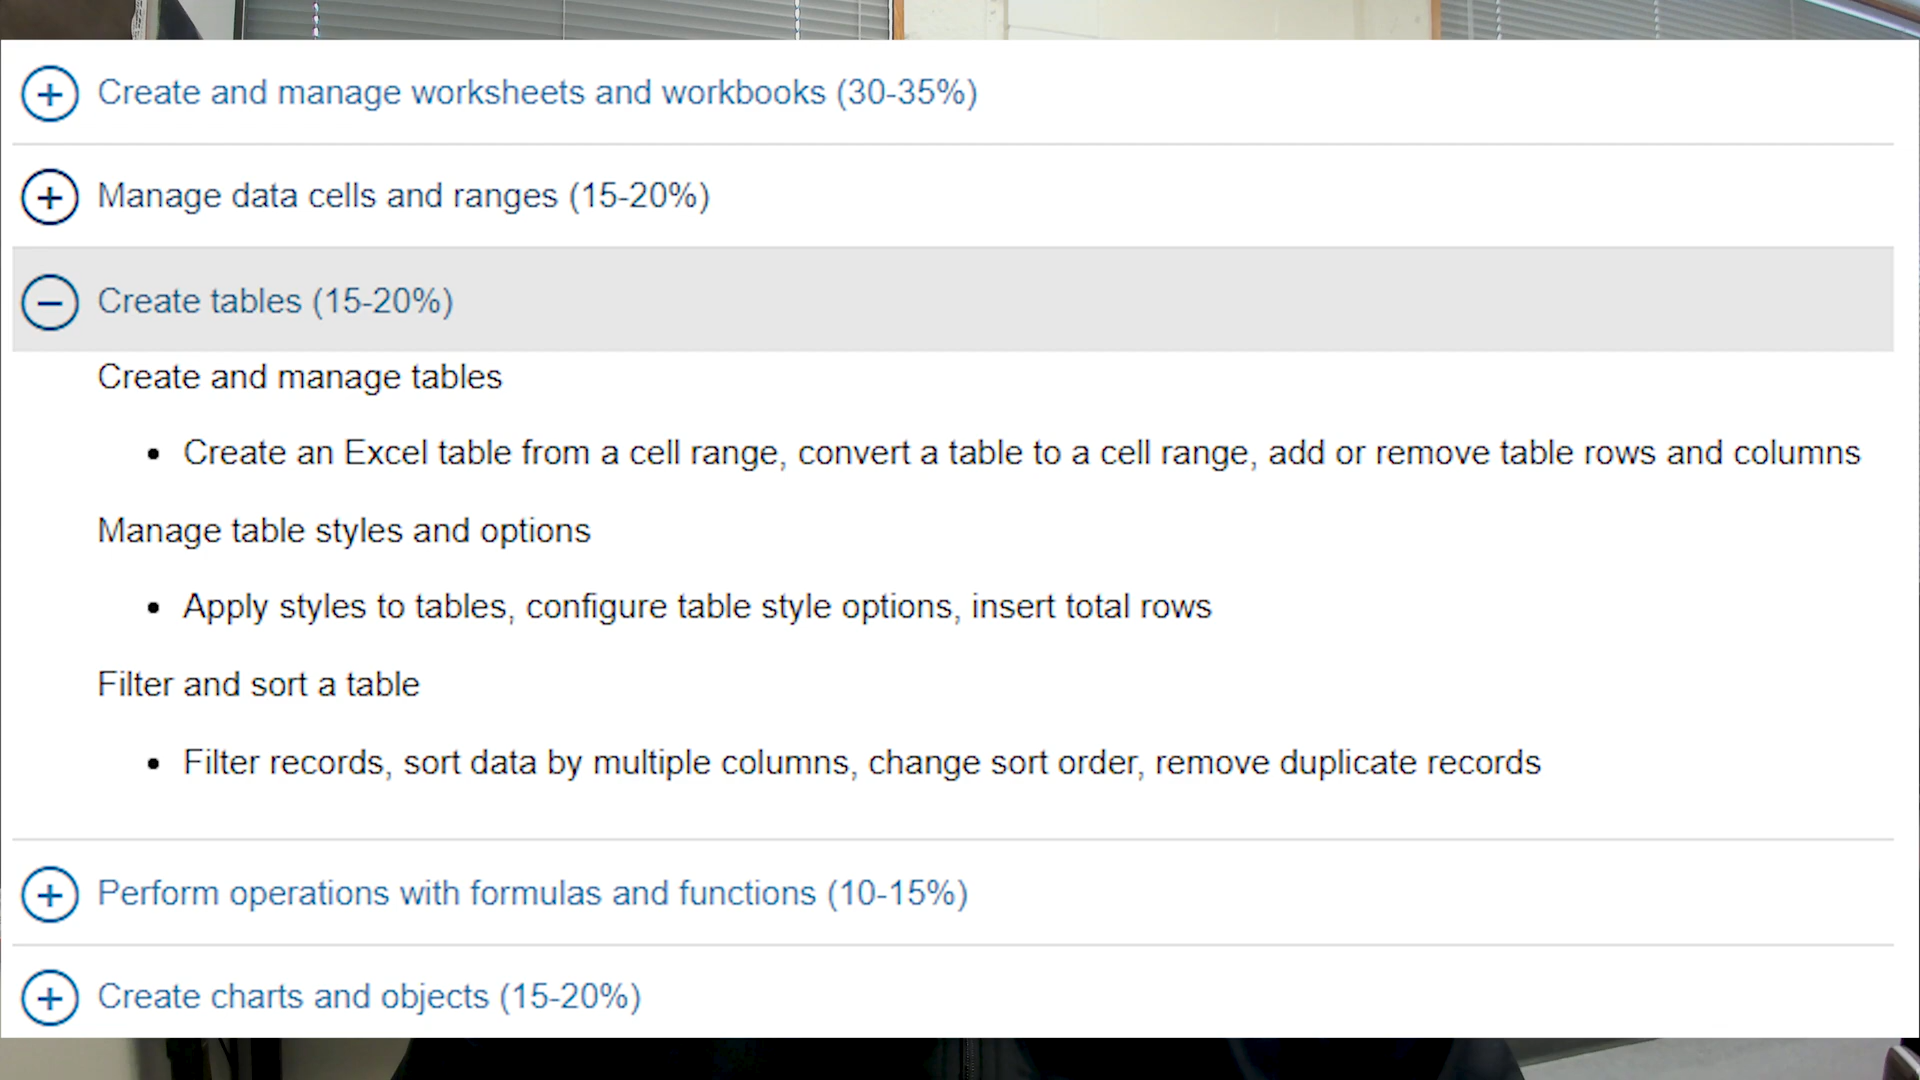 Create and manage worksheets and workbooks (30-35%)
Manage data cells and ranges (15-20%)
Create tables (15-20%)
Create and manage tables
• Create an Excel table from a cell range, convert a table to a cell range, add or remove table rows and columns
Manage table styles and options
• Apply styles to tables, configure table style options, insert total rows
Filter and sort a table
• Filter records, sort data by multiple columns, change sort order, remove duplicate records
Perform operations with formulas and functions (10-15%)
Create charts and objects (15-20%)